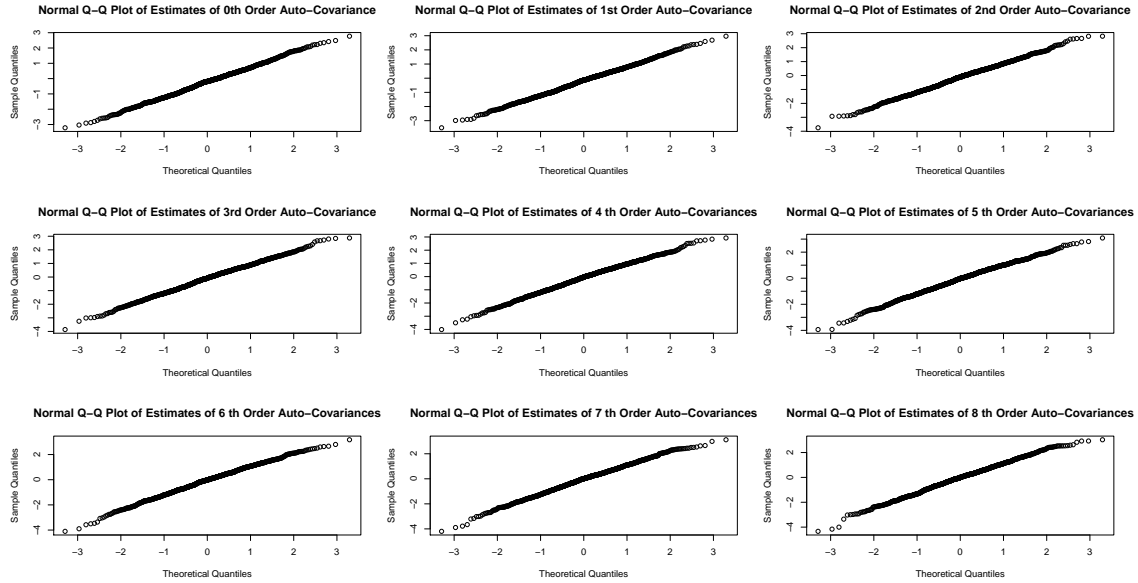 Normal Q−Q Plot of Estimates of 0th Order Auto−Covariance
Sample Quantiles
−3 −1 1 2 3
−3 −2 −1 0 1 2 3
Theoretical Quantiles
Normal Q−Q Plot of Estimates of 1st Order Auto−Covariance
Sample Quantiles
−3 −1 1 2 3
−3 −2 −1 0 1 2 3
Theoretical Quantiles
Normal Q−Q Plot of Estimates of 2nd Order Auto−Covariance
Sample Quantiles
−4 −2 0 1 2 3
−3 −2 −1 0 1 2 3
Theoretical Quantiles
Normal Q−Q Plot of Estimates of 3rd Order Auto−Covariance
Sample Quantiles
−4 −2 0 1 2 3
−3 −2 −1 0 1 2 3
Theoretical Quantiles
Normal Q−Q Plot of Estimates of 4 th Order Auto−Covariances
Sample Quantiles
−4 −2 0 1 2 3
−3 −2 −1 0 1 2 3
Theoretical Quantiles
Normal Q−Q Plot of Estimates of 5 th Order Auto−Covariances
Sample Quantiles
−4 −2 0 2
−3 −2 −1 0 1 2 3
Theoretical Quantiles
Normal Q−Q Plot of Estimates of 6 th Order Auto−Covariances
Sample Quantiles
−4 −2 0 2
−3 −2 −1 0 1 2 3
Theoretical Quantiles
Normal Q−Q Plot of Estimates of 7 th Order Auto−Covariances
Sample Quantiles
−4 −2 0 2
−3 −2 −1 0 1 2 3
Theoretical Quantiles
Normal Q−Q Plot of Estimates of 8 th Order Auto−Covariances
Sample Quantiles
−4 −2 0 2
−3 −2 −1 0 1 2 3
Theoretical Quantiles